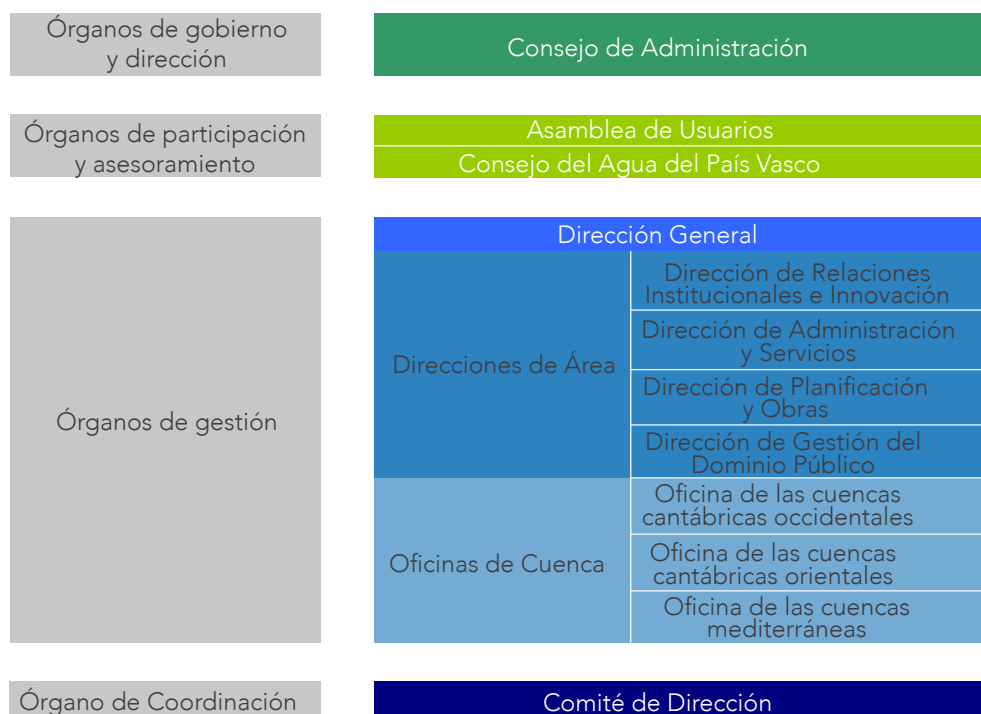 Órganos de gobierno
y dirección
Consejo de Administración
Órganos de participación
y asesoramiento
Asamblea de Usuarios
Consejo del Agua del País Vasco
Órganos de gestión
Dirección General
Direcciones de Área
Dirección de Relaciones
Institucionales e Innovación
Dirección de Administración
y Servicios
Dirección de Planificación
y Obras
Dirección de Gestión del
Dominio Público
Oficinas de Cuenca
Oficina de las cuencas
cantábricas occidentales
Oficina de las cuencas
cantábricas orientales
Oficina de las cuencas
mediterráneas
Órgano de Coordinación
Comité de Dirección